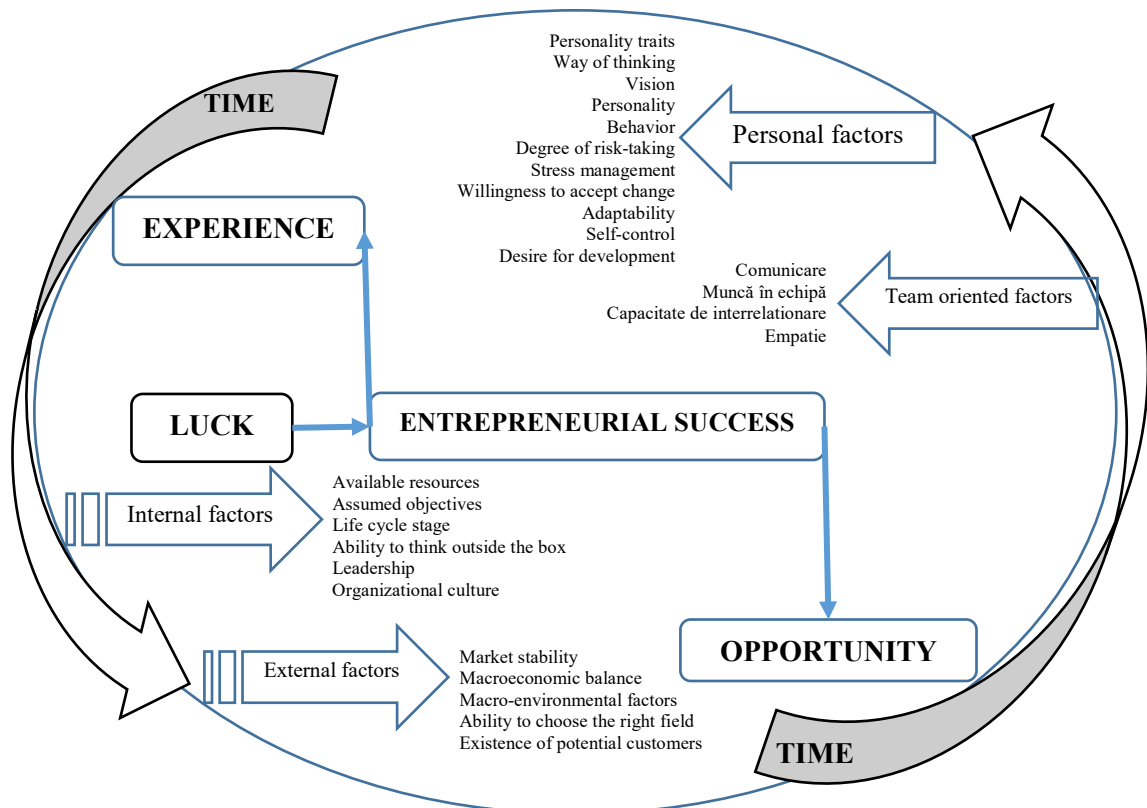 TIME
Personality traits
Way of thinking
Vision
Personality
Behavior
Degree of risk-taking
Stress management
Willingness to accept change
Adaptability
Self-control
Desire for development
Personal factors
EXPERIENCE
Comunicare
Muncă în echipă
Capacitate de interrelationare
Empatie
Team oriented factors
LUCK
ENTREPRENEURIAL SUCCESS
Internal factors
Available resources
Assumed objectives
Life cycle stage
Ability to think outside the box
Leadership
Organizational culture
OPPORTUNITY
External factors
Market stability
Macroeconomic balance
Macro-environmental factors
Ability to choose the right field
Existence of potential customers
TIME